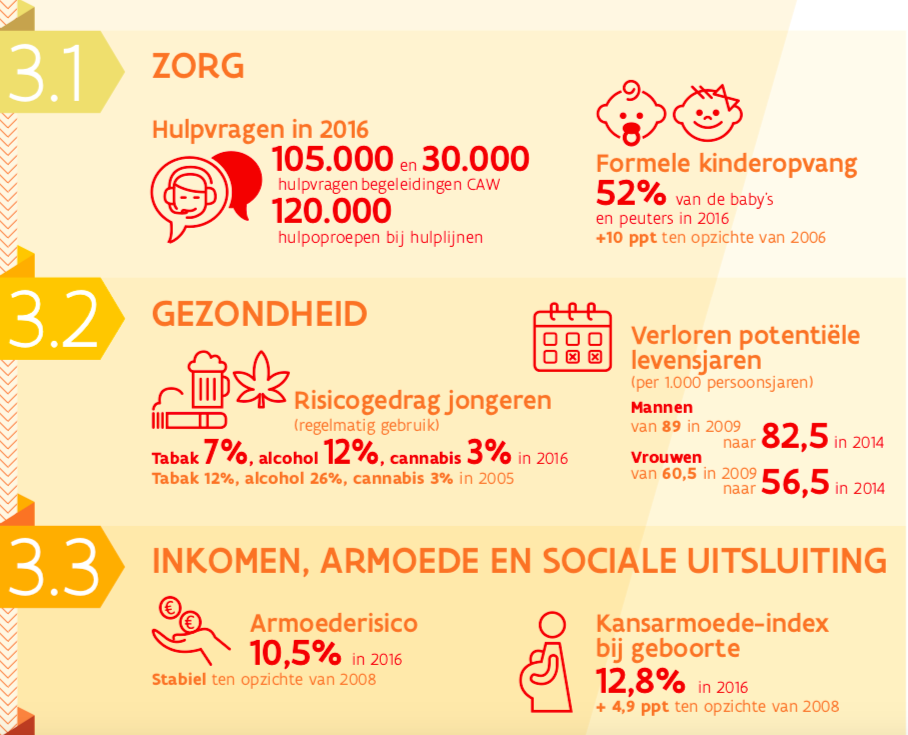 3.1
ZORG
Hulpvragen in 2016
105.000 en 30.000
hulpvragen begeleidingen CAW
120.000
hulpoproepen bij hulplijnen
Formele kinderopvang
52% van de baby's
en peuters in 2016
+10 ppt ten opzichte van 2006
3.2
GEZONDHEID
Risicogedrag jongeren
(regelmatig gebruik)
Tabak 7%, alcohol 12%, cannabis 3% in 2016
Tabak 12%, alcohol 26%, cannabis 3% in 2005
Verloren potentiële
levensjaren
(per 1.000 persoonsjaren)
Mannen
van 89 in 2009
naar 82,5 in 2014
Vrouwen
van 60,5 in 2009
naar 56,5 in 2014
3.3
INKOMEN, ARMOEDE EN SOCIALE UITSLUITING
€
€
Armoederisico
10,5% in 2016
Stabiel ten opzichte van 2008
Kansarmoede-index
bij geboorte
12,8% in 2016
+ 4,9 ppt ten opzichte van 2008